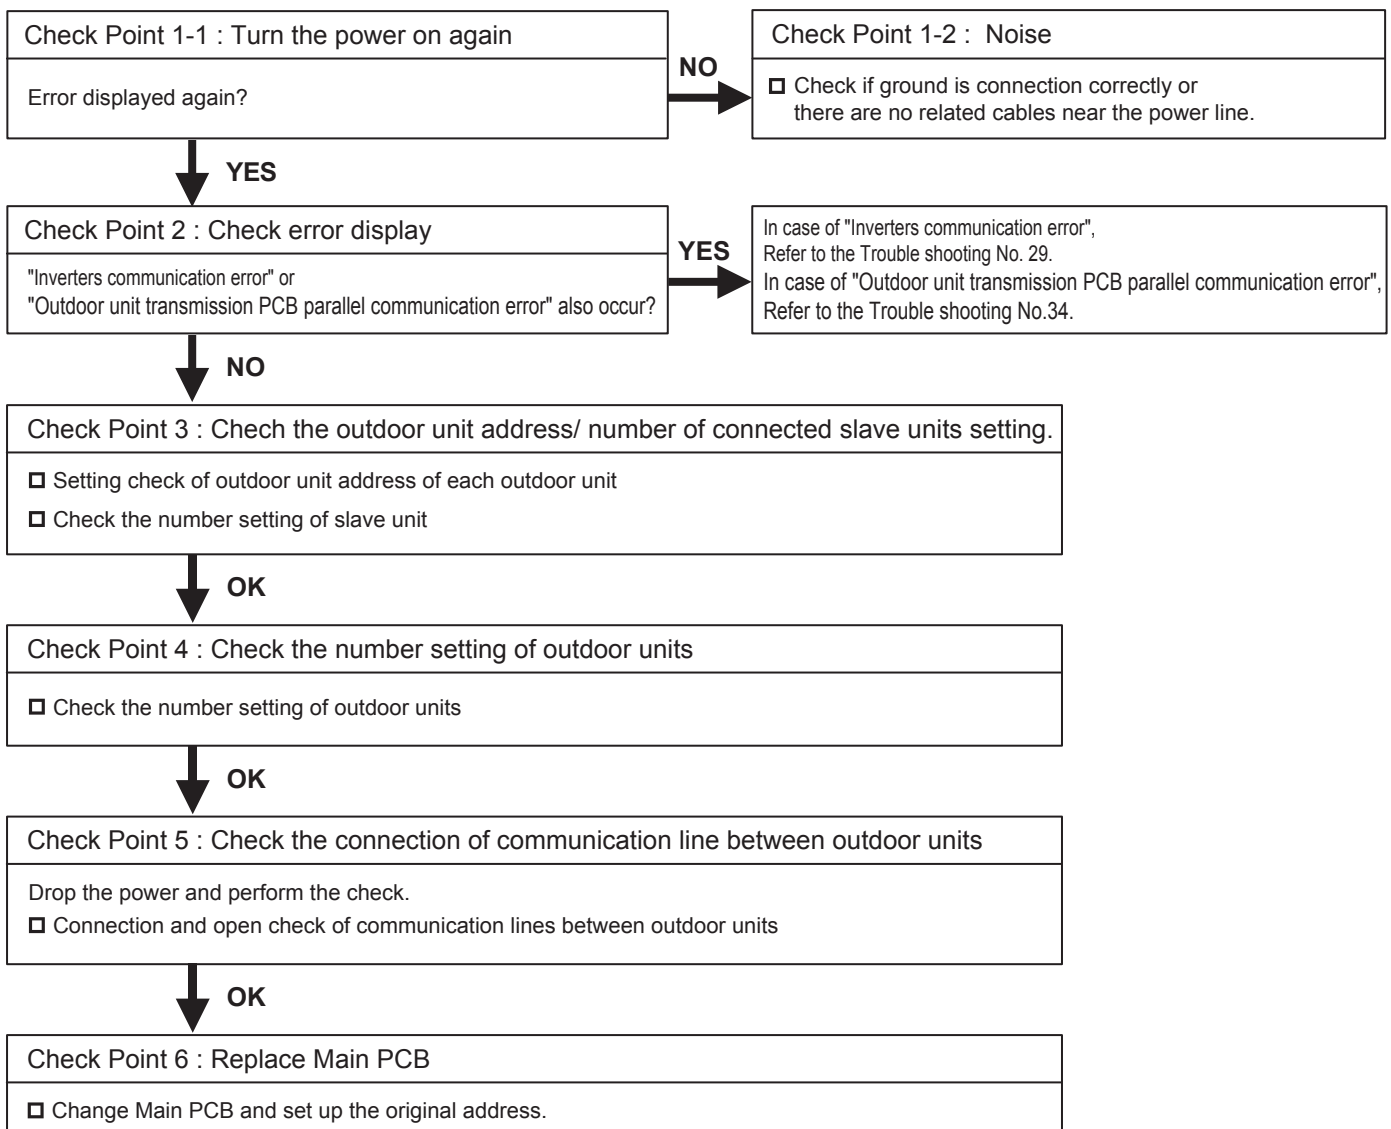 Check Point 1-1 : Turn the power on again
Error displayed again?
NO
Check Point 1-2 :  Noise
Check if ground is connection correctly or
there are no related cables near the power line.
YES
Check Point 2 : Check error display
"Inverters communication error" or
"Outdoor unit transmission PCB parallel communication error" also occur?
YES
In case of "Inverters communication error",
Refer to the Trouble shooting No. 29.
In case of "Outdoor unit transmission PCB parallel communication error",
Refer to the Trouble shooting No.34.
NO
Check Point 3 : Chech the outdoor unit address/ number of connected slave units setting.
Setting check of outdoor unit address of each outdoor unit
Check the number setting of slave unit
OK
Check Point 4 : Check the number setting of outdoor units
Check the number setting of outdoor units
OK
Check Point 5 : Check the connection of communication line between outdoor units
Drop the power and perform the check.
Connection and open check of communication lines between outdoor units
OK
Check Point 6 : Replace Main PCB
Change Main PCB and set up the original address.